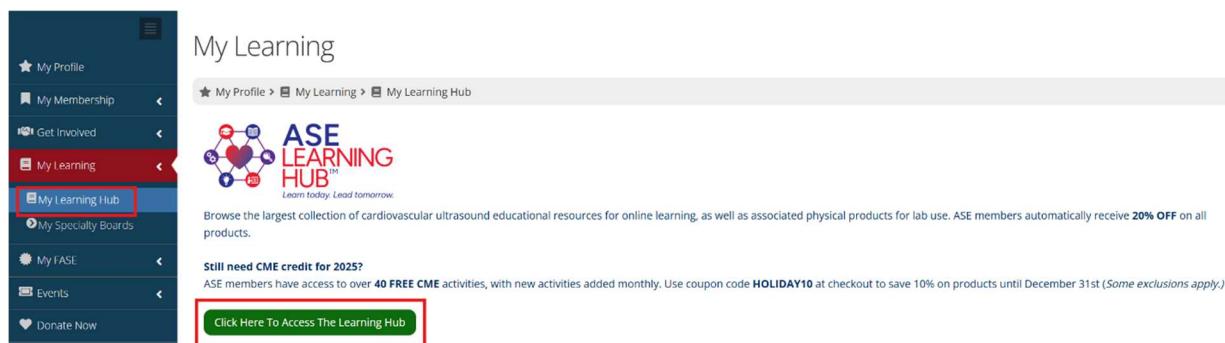 My Profile
My Membership
Get Involved
My Learning
My Learning Hub
My Specialty Boards
My FASE
Events
Donate Now
My Learning
My Profile > My Learning > My Learning Hub
ASE
LEARNING
HUB™
Learn today. Lead tomorrow.
Browse the largest collection of cardiovascular ultrasound educational resources for online learning, as well as associated physical products for lab use. ASE members automatically receive 20% OFF on all
products.
Still need CME credit for 2025?
ASE members have access to over 40 FREE CME activities, with new activities added monthly. Use coupon code HOLIDAY10 at checkout to save 10% on products until December 31st (Some exclusions apply.)
Click Here To Access The Learning Hub